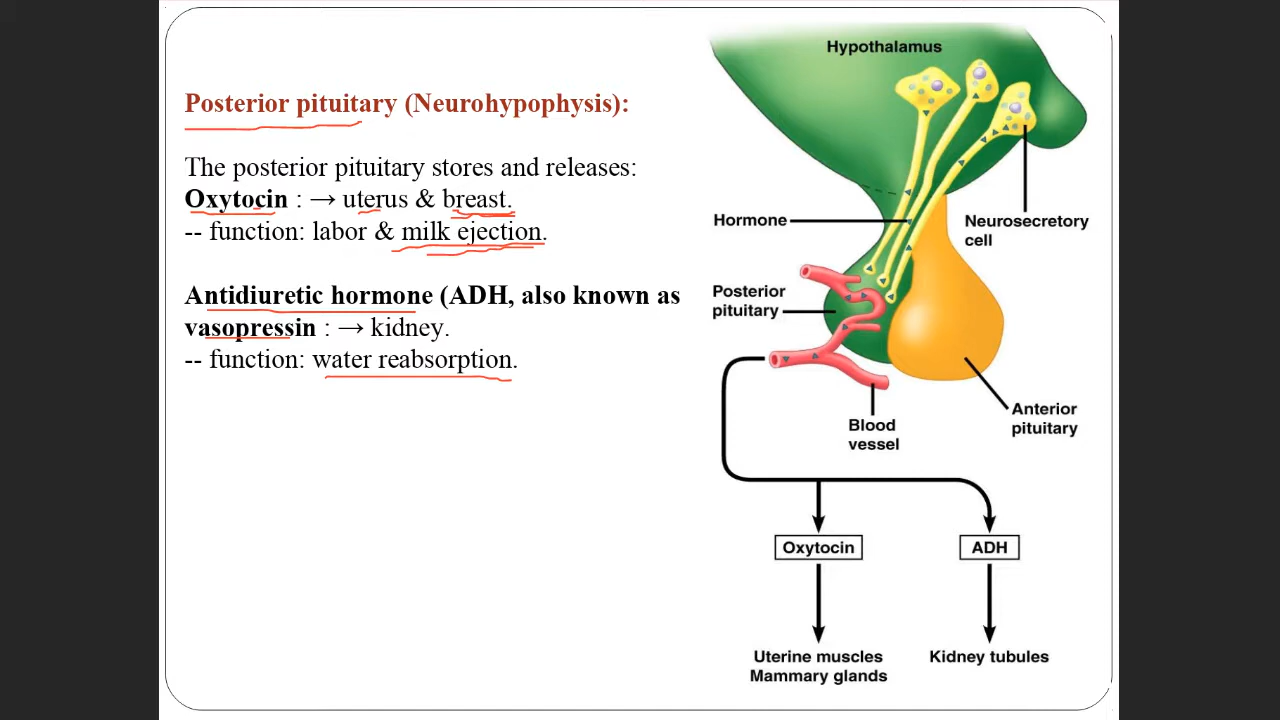 Posterior pituitary (Neurohypophysis):
The posterior pituitary stores and releases:
Oxytocin : → uterus & breast.
-- function: labor & milk ejection.
Antidiuretic hormone (ADH, also known as
vasopressin : → kidney.
-- function: water reabsorption.
Hypothalamus
Hormone
Neurosecretory
cell
Posterior
pituitary
Blood
vessel
Anterior
pituitary
Oxytocin
ADH
Uterine muscles
Mammary glands
Kidney tubules